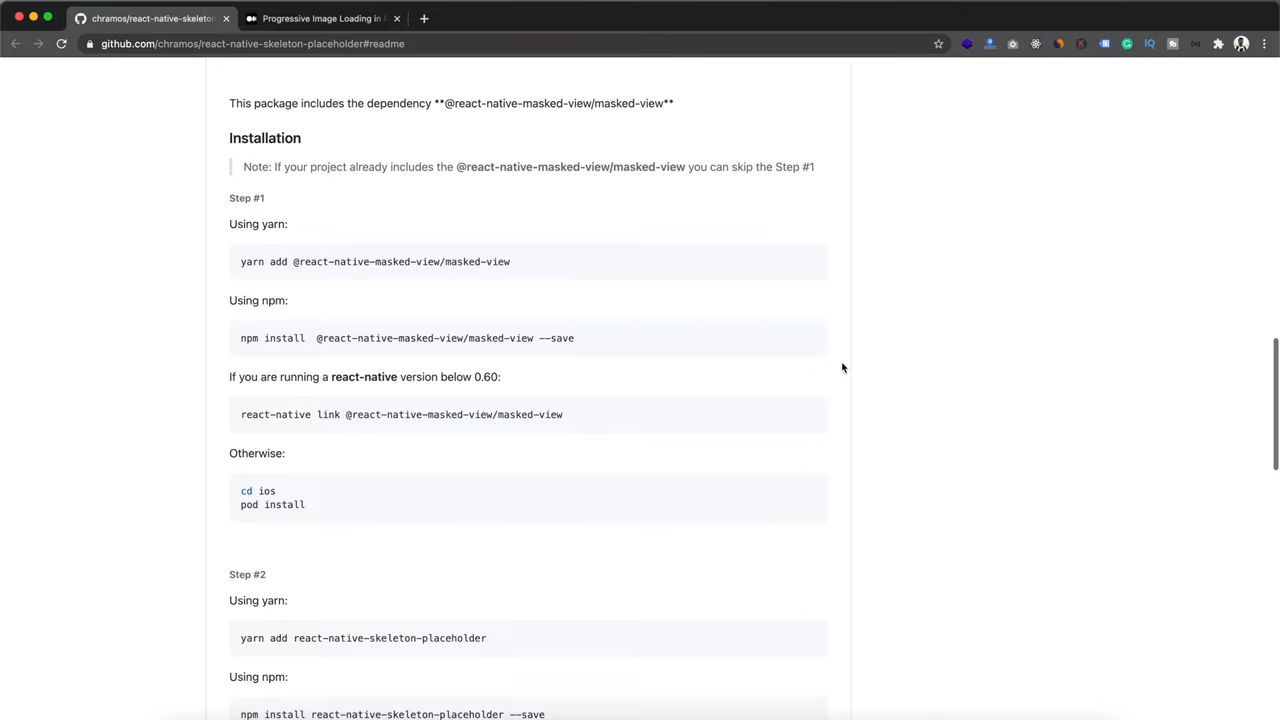 chramos/react-native-skeleton
Progressive Image Loading in
github.com/chramos/react-native-skeleton-placeholder#readme
This package includes the dependency **@react-native-masked-view/masked-view**
Installation
Note: If your project already includes the @react-native-masked-view/masked-view you can skip the Step #1
Step #1
Using yarn:
yarn add @react-native-masked-view/masked-view
Using npm:
npm install  @react-native-masked-view/masked-view --save
If you are running a react-native version below 0.60:
react-native link @react-native-masked-view/masked-view
Otherwise:
cd ios
pod install
Step #2
Using yarn:
yarn add react-native-skeleton-placeholder
Using npm:
npm install react-native-skeleton-placeholder --save